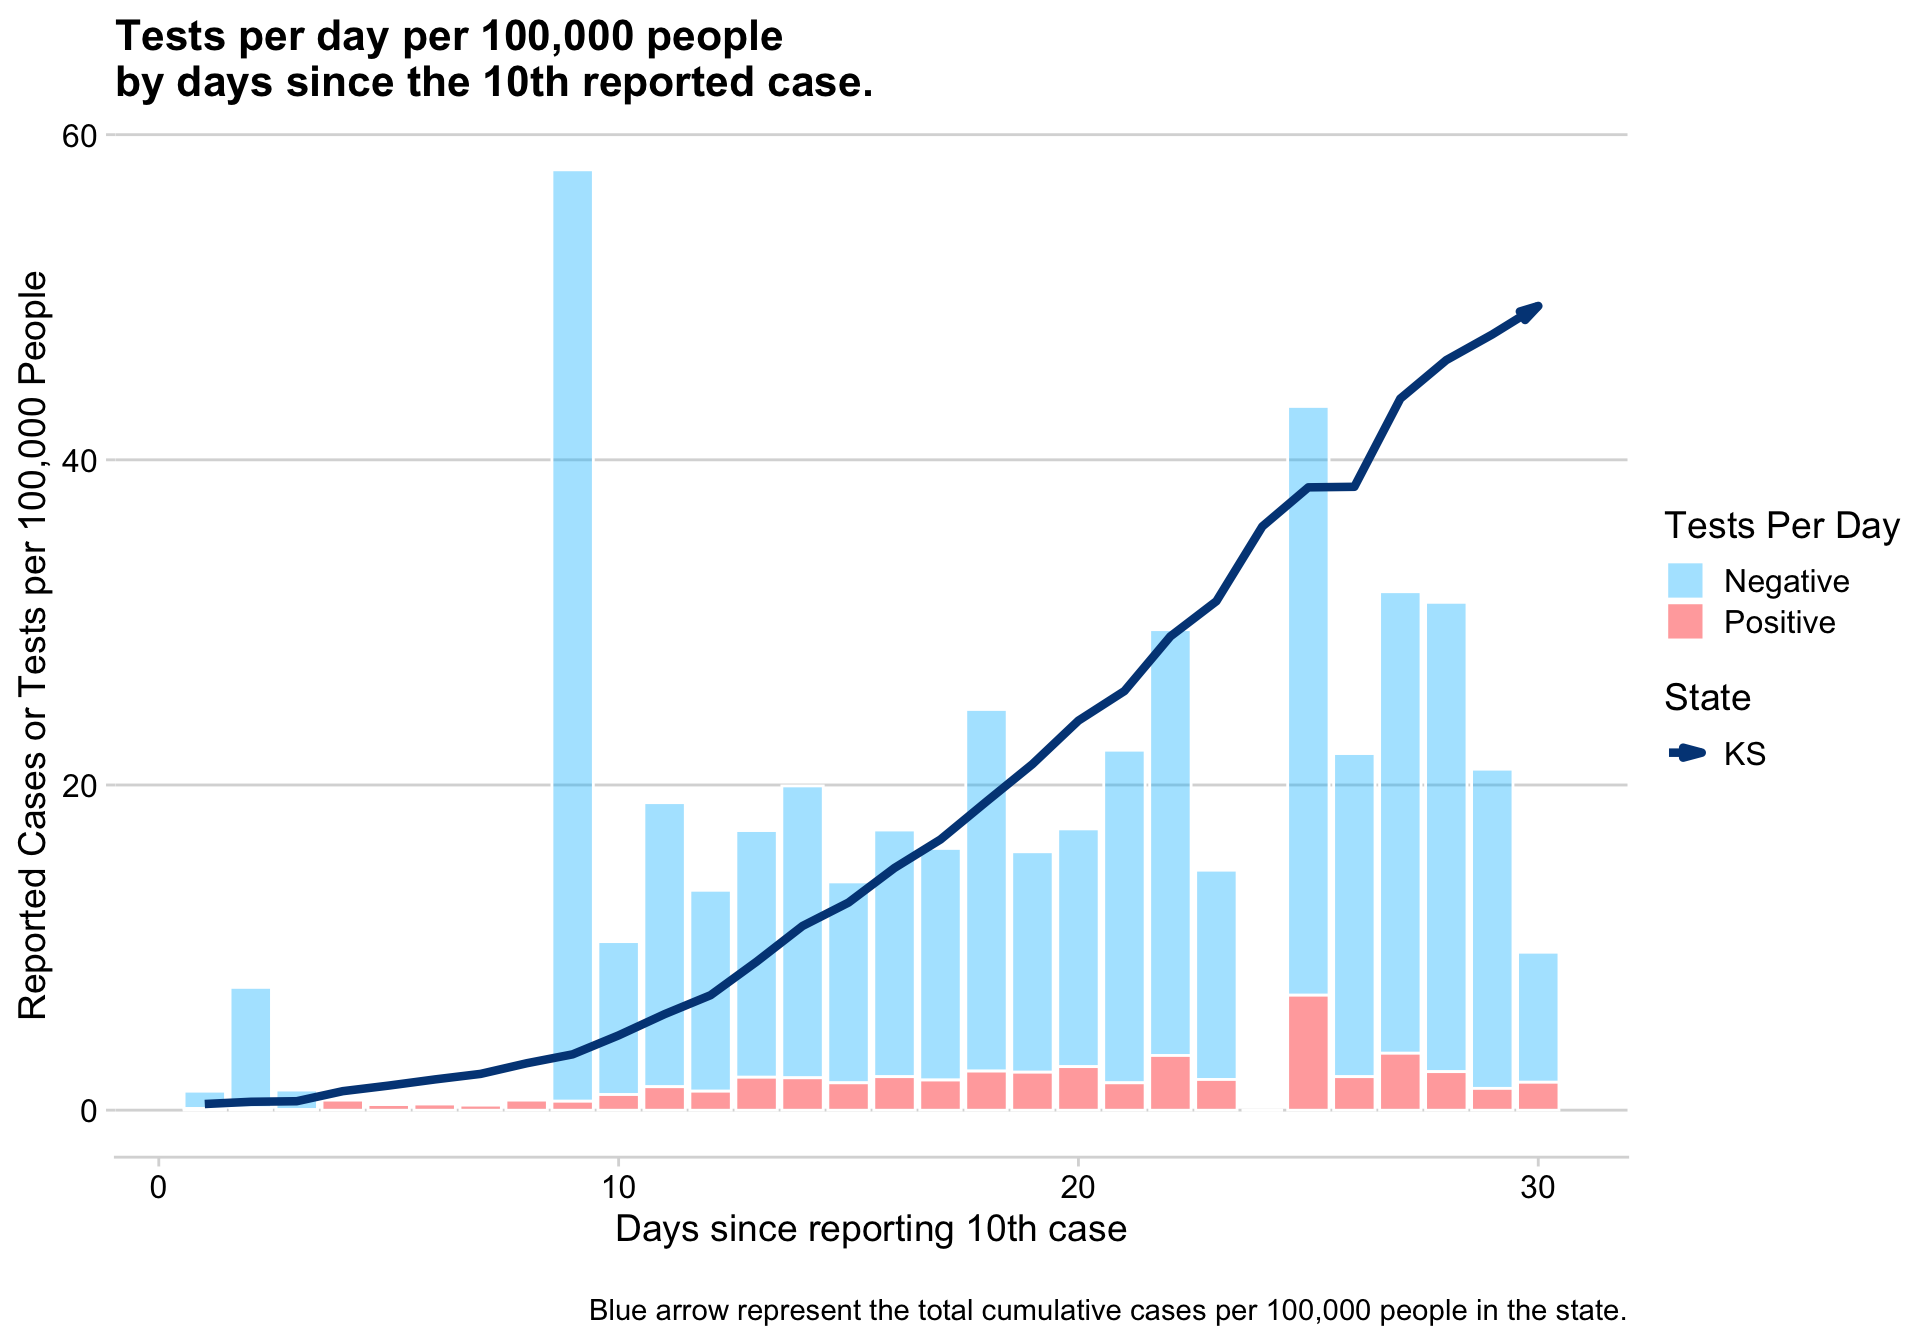 Tests per day per 100,000 people
by days since the 10th reported case.
Reported Cases or Tests per 100,000 People
60
40
20
0
0 10 20 30
Days since reporting 10th case
Tests Per Day
Negative
Positive
State
KS
Blue arrow represent the total cumulative cases per 100,000 people in the state.